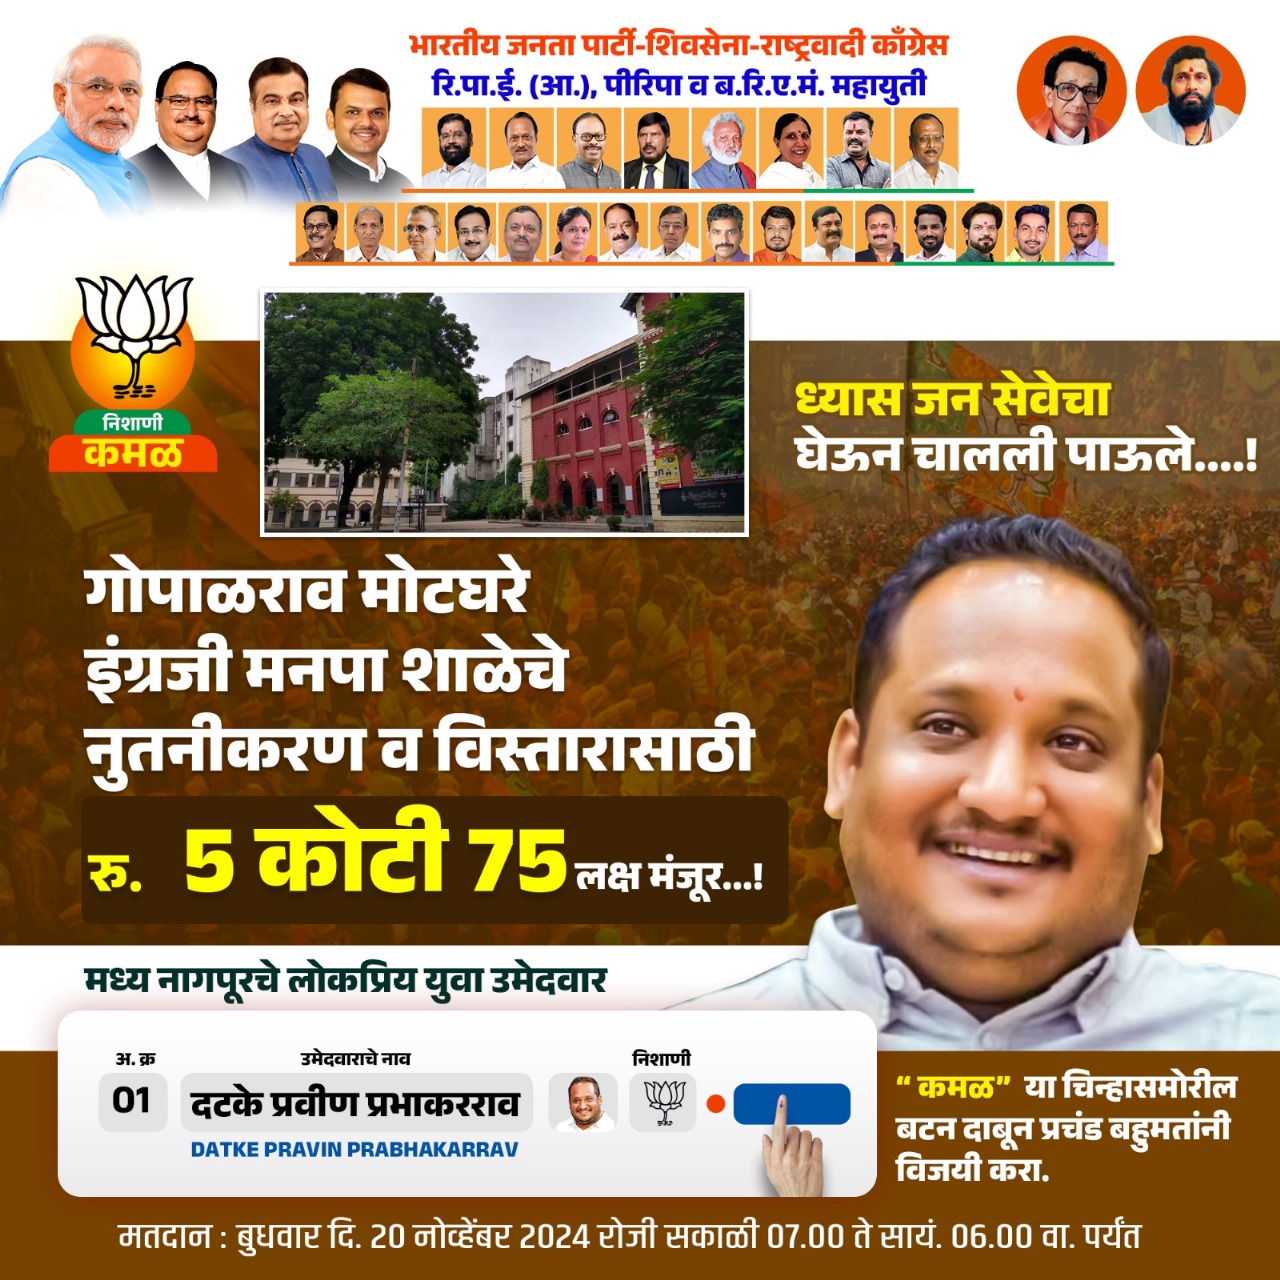 भारतीय जनता पार्टी-शिवसेना-राष्ट्रवादी काँग्रेस
रि.पा.ई. (आ.), पीरिपा व ब.रि.ए.मं. महायुती
निशाणी
कमळ
ध्यास जन सेवेचा
घेऊन चालली पाऊले....!
गोपाळराव मोटघरे
इंग्रजी मनपा शाळेचे
नुतनीकरण व विस्तारासाठी
रु. 5 कोटी 75 लक्ष मंजूर...!
मध्य नागपूरचे लोकप्रिय युवा उमेदवार
अ. क्र उमेदवाराचे नाव निशाणी
01 दटके प्रवीण प्रभाकरराव
DATKE PRAVIN PRABHAKARRAV
“ कमळ” या चिन्हासमोरील
बटन दाबून प्रचंड बहुमतांनी
विजयी करा.
मतदान : बुधवार दि. 20 नोव्हेंबर 2024 रोजी सकाळी 07.00 ते सायं. 06.00 वा. पर्यंत